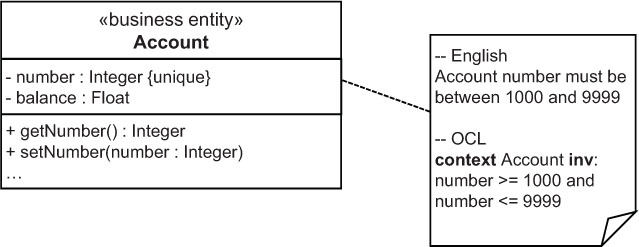 «business entity»
Account
- number : Integer {unique}
- balance : Float
+ getNumber() : Integer
+ setNumber(number : Integer)
...
-- English
Account number must be
between 1000 and 9999
-- OCL
context Account inv:
number >= 1000 and
number <= 9999